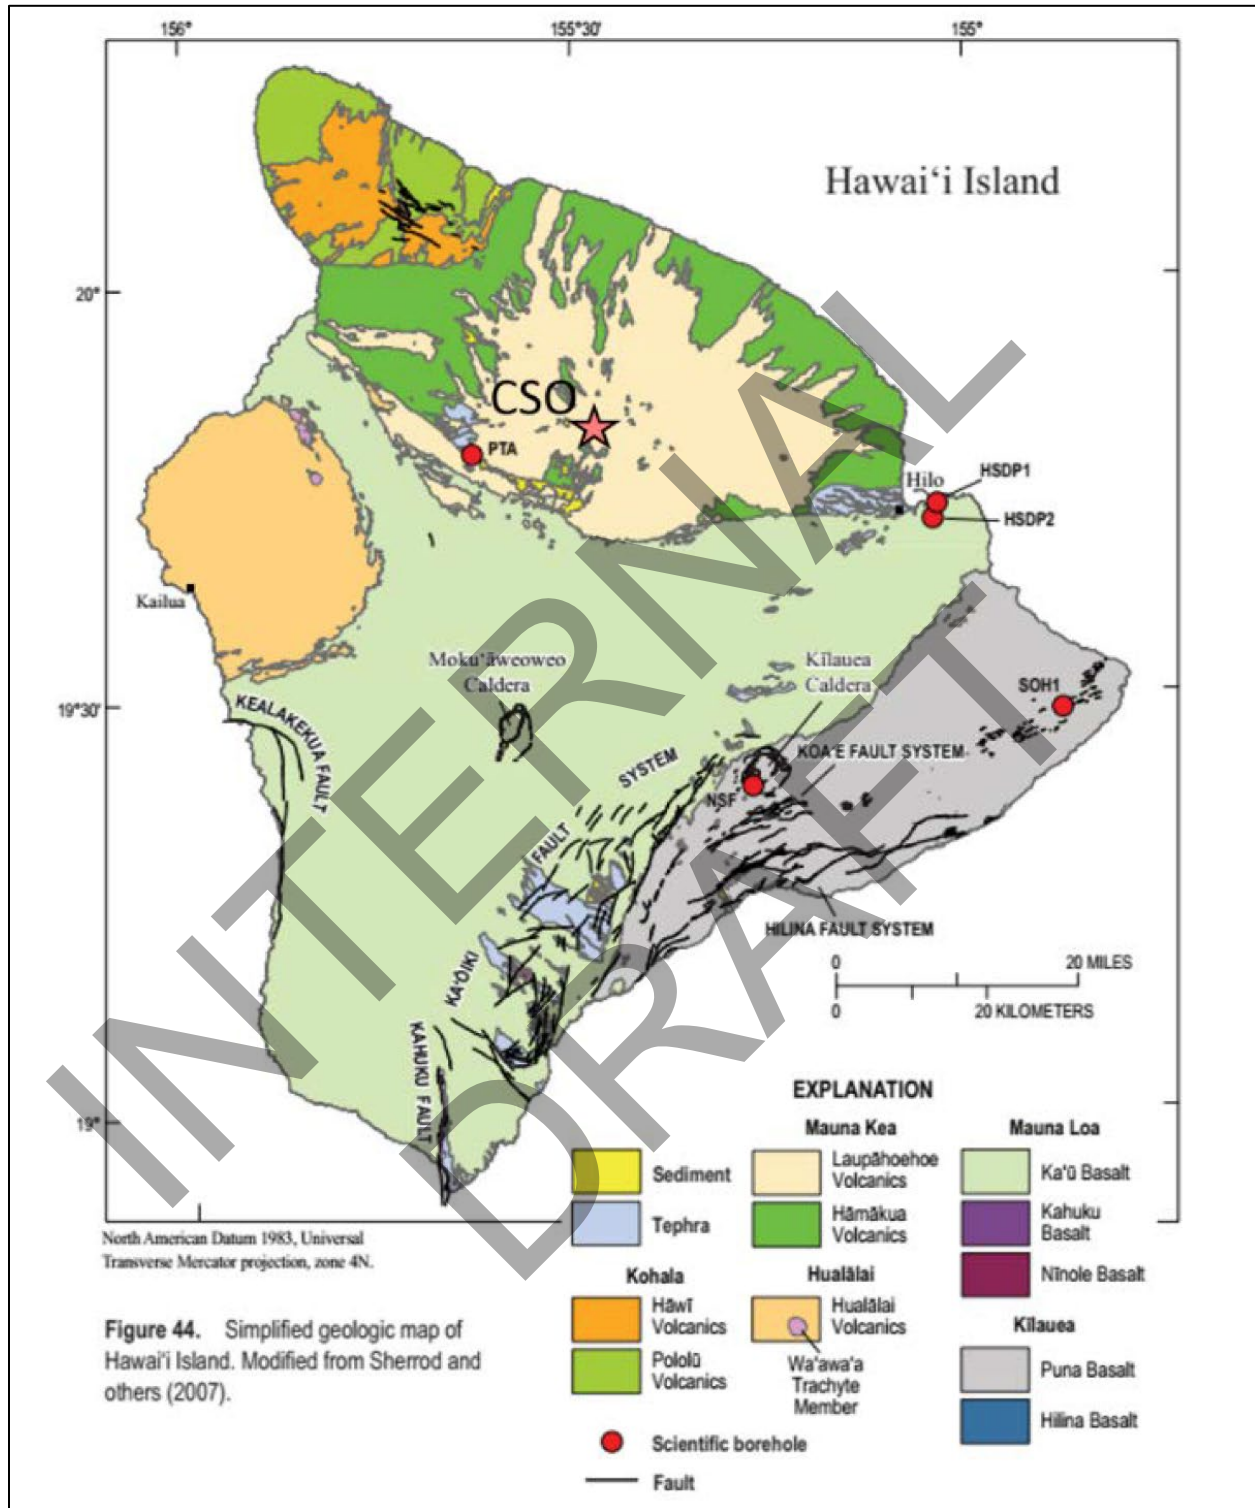 156°
155°30'
155°
Hawai‘i Island
20°
CSO
PTA
HSDP1
Hilo
HSDP2
Kailua
Moku‘āweoweo
Caldera
Kīlauea
Caldera
SOH1
19°30'
KEALAKEKUA FAULT
KOA‘E FAULT SYSTEM
NSF
KA‘ŌIKI FAULT SYSTEM
HILINA FAULT SYSTEM
0 20 MILES
0 20 KILOMETERS
KAHUKU FAULT
19°
INTERNAL
DRAFT
EXPLANATION
Sediment
Tephra
Mauna Kea
Laupāhoehoe
Volcanics
Hāmākua
Volcanics
Mauna Loa
Ka‘ū Basalt
Kahuku
Basalt
Nīnole Basalt
North American Datum 1983, Universal
Transverse Mercator projection, zone 4N.
Kohala
Hāwī
Volcanics
Pololū
Volcanics
Hualālai
Hualālai
Volcanics
Wa‘awa‘a
Trachyte
Member
Kīlauea
Puna Basalt
Hilina Basalt
Figure 44. Simplified geologic map of
Hawai‘i Island. Modified from Sherrod and
others (2007).
Scientific borehole
Fault